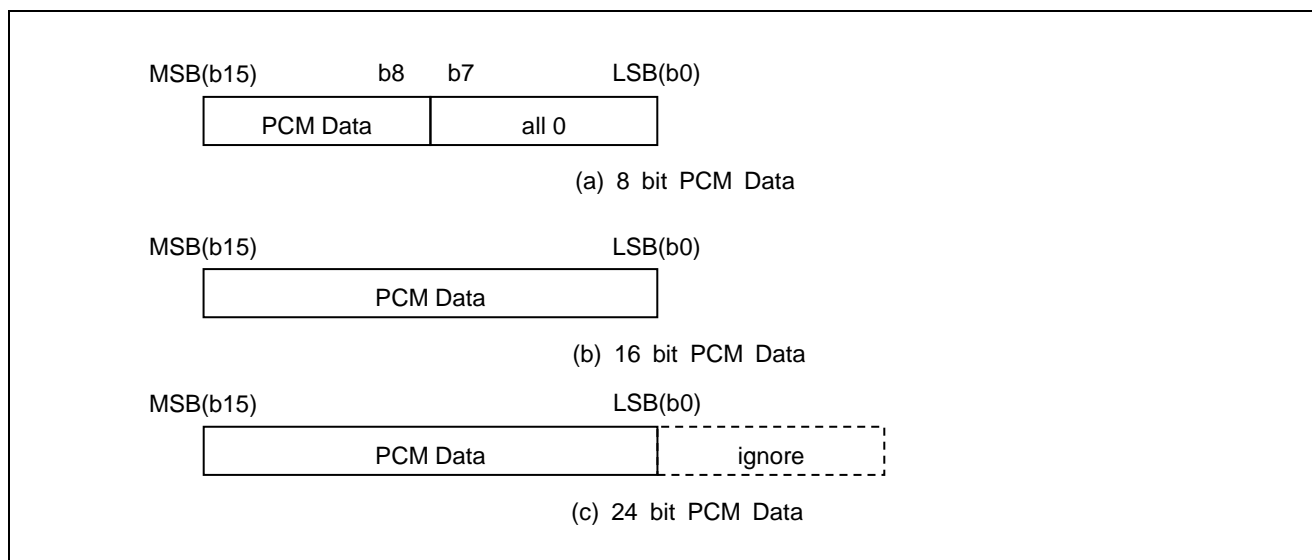 MSB(b15) b8 b7 LSB(b0)
PCM Data all 0
(a) 8 bit PCM Data
MSB(b15) LSB(b0)
PCM Data
(b) 16 bit PCM Data
MSB(b15) LSB(b0)
PCM Data ignore
(c) 24 bit PCM Data